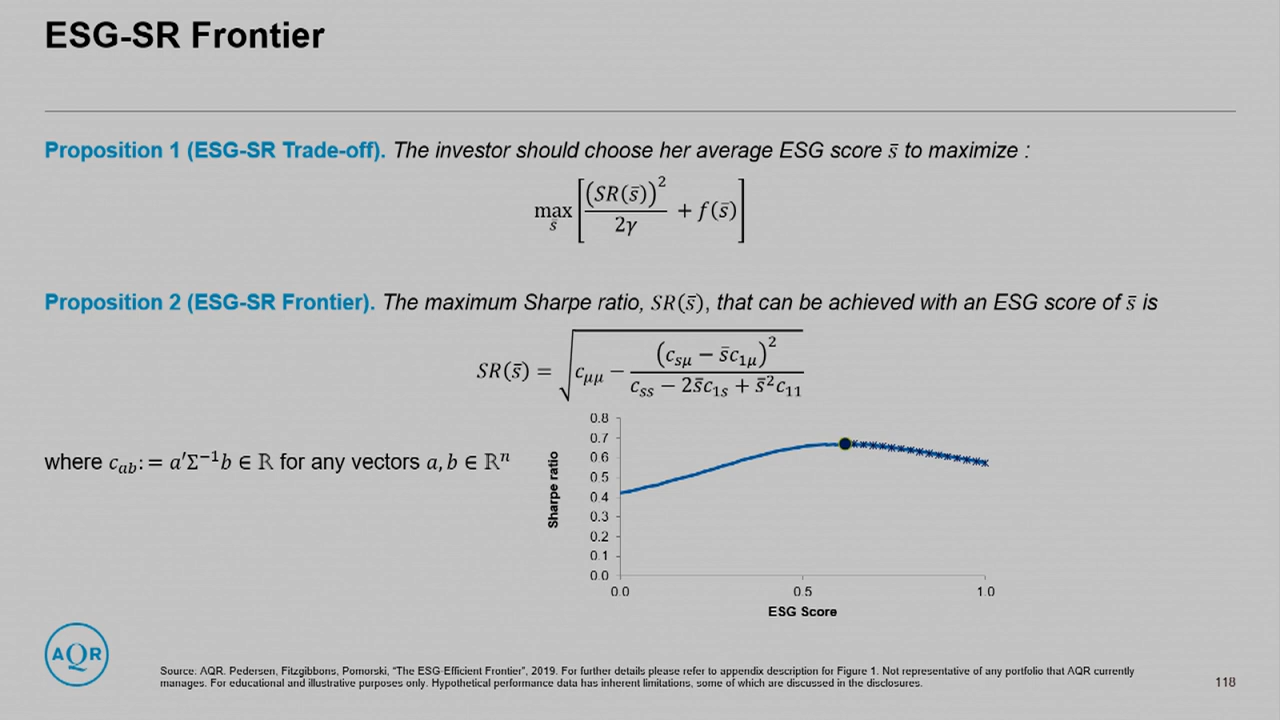 ESG-SR Frontier
Proposition 1 (ESG-SR Trade-off). The investor should choose her average ESG score s̄ to maximize :
max_s̄ [ (SR(s̄))² / 2γ + f(s̄) ]
Proposition 2 (ESG-SR Frontier). The maximum Sharpe ratio, SR(s̄), that can be achieved with an ESG score of s̄ is
SR(s̄) = √( c_μμ − (c_sμ − s̄c_1μ)² / (c_ss − 2s̄c_1s + s̄²c_11) )
where c_ab := a′Σ⁻¹b ∈ ℝ for any vectors a, b ∈ ℝⁿ
Sharpe ratio
0.8
0.7
0.6
0.5
0.4
0.3
0.2
0.1
0.0
0.0 0.5 1.0
ESG Score
AQR
Source: AQR. Pedersen, Fitzgibbons, Pomorski, “The ESG-Efficient Frontier”, 2019. For further details please refer to appendix description for Figure 1. Not representative of any portfolio that AQR currently
manages. For educational and illustrative purposes only. Hypothetical performance data has inherent limitations, some of which are discussed in the disclosures.
118